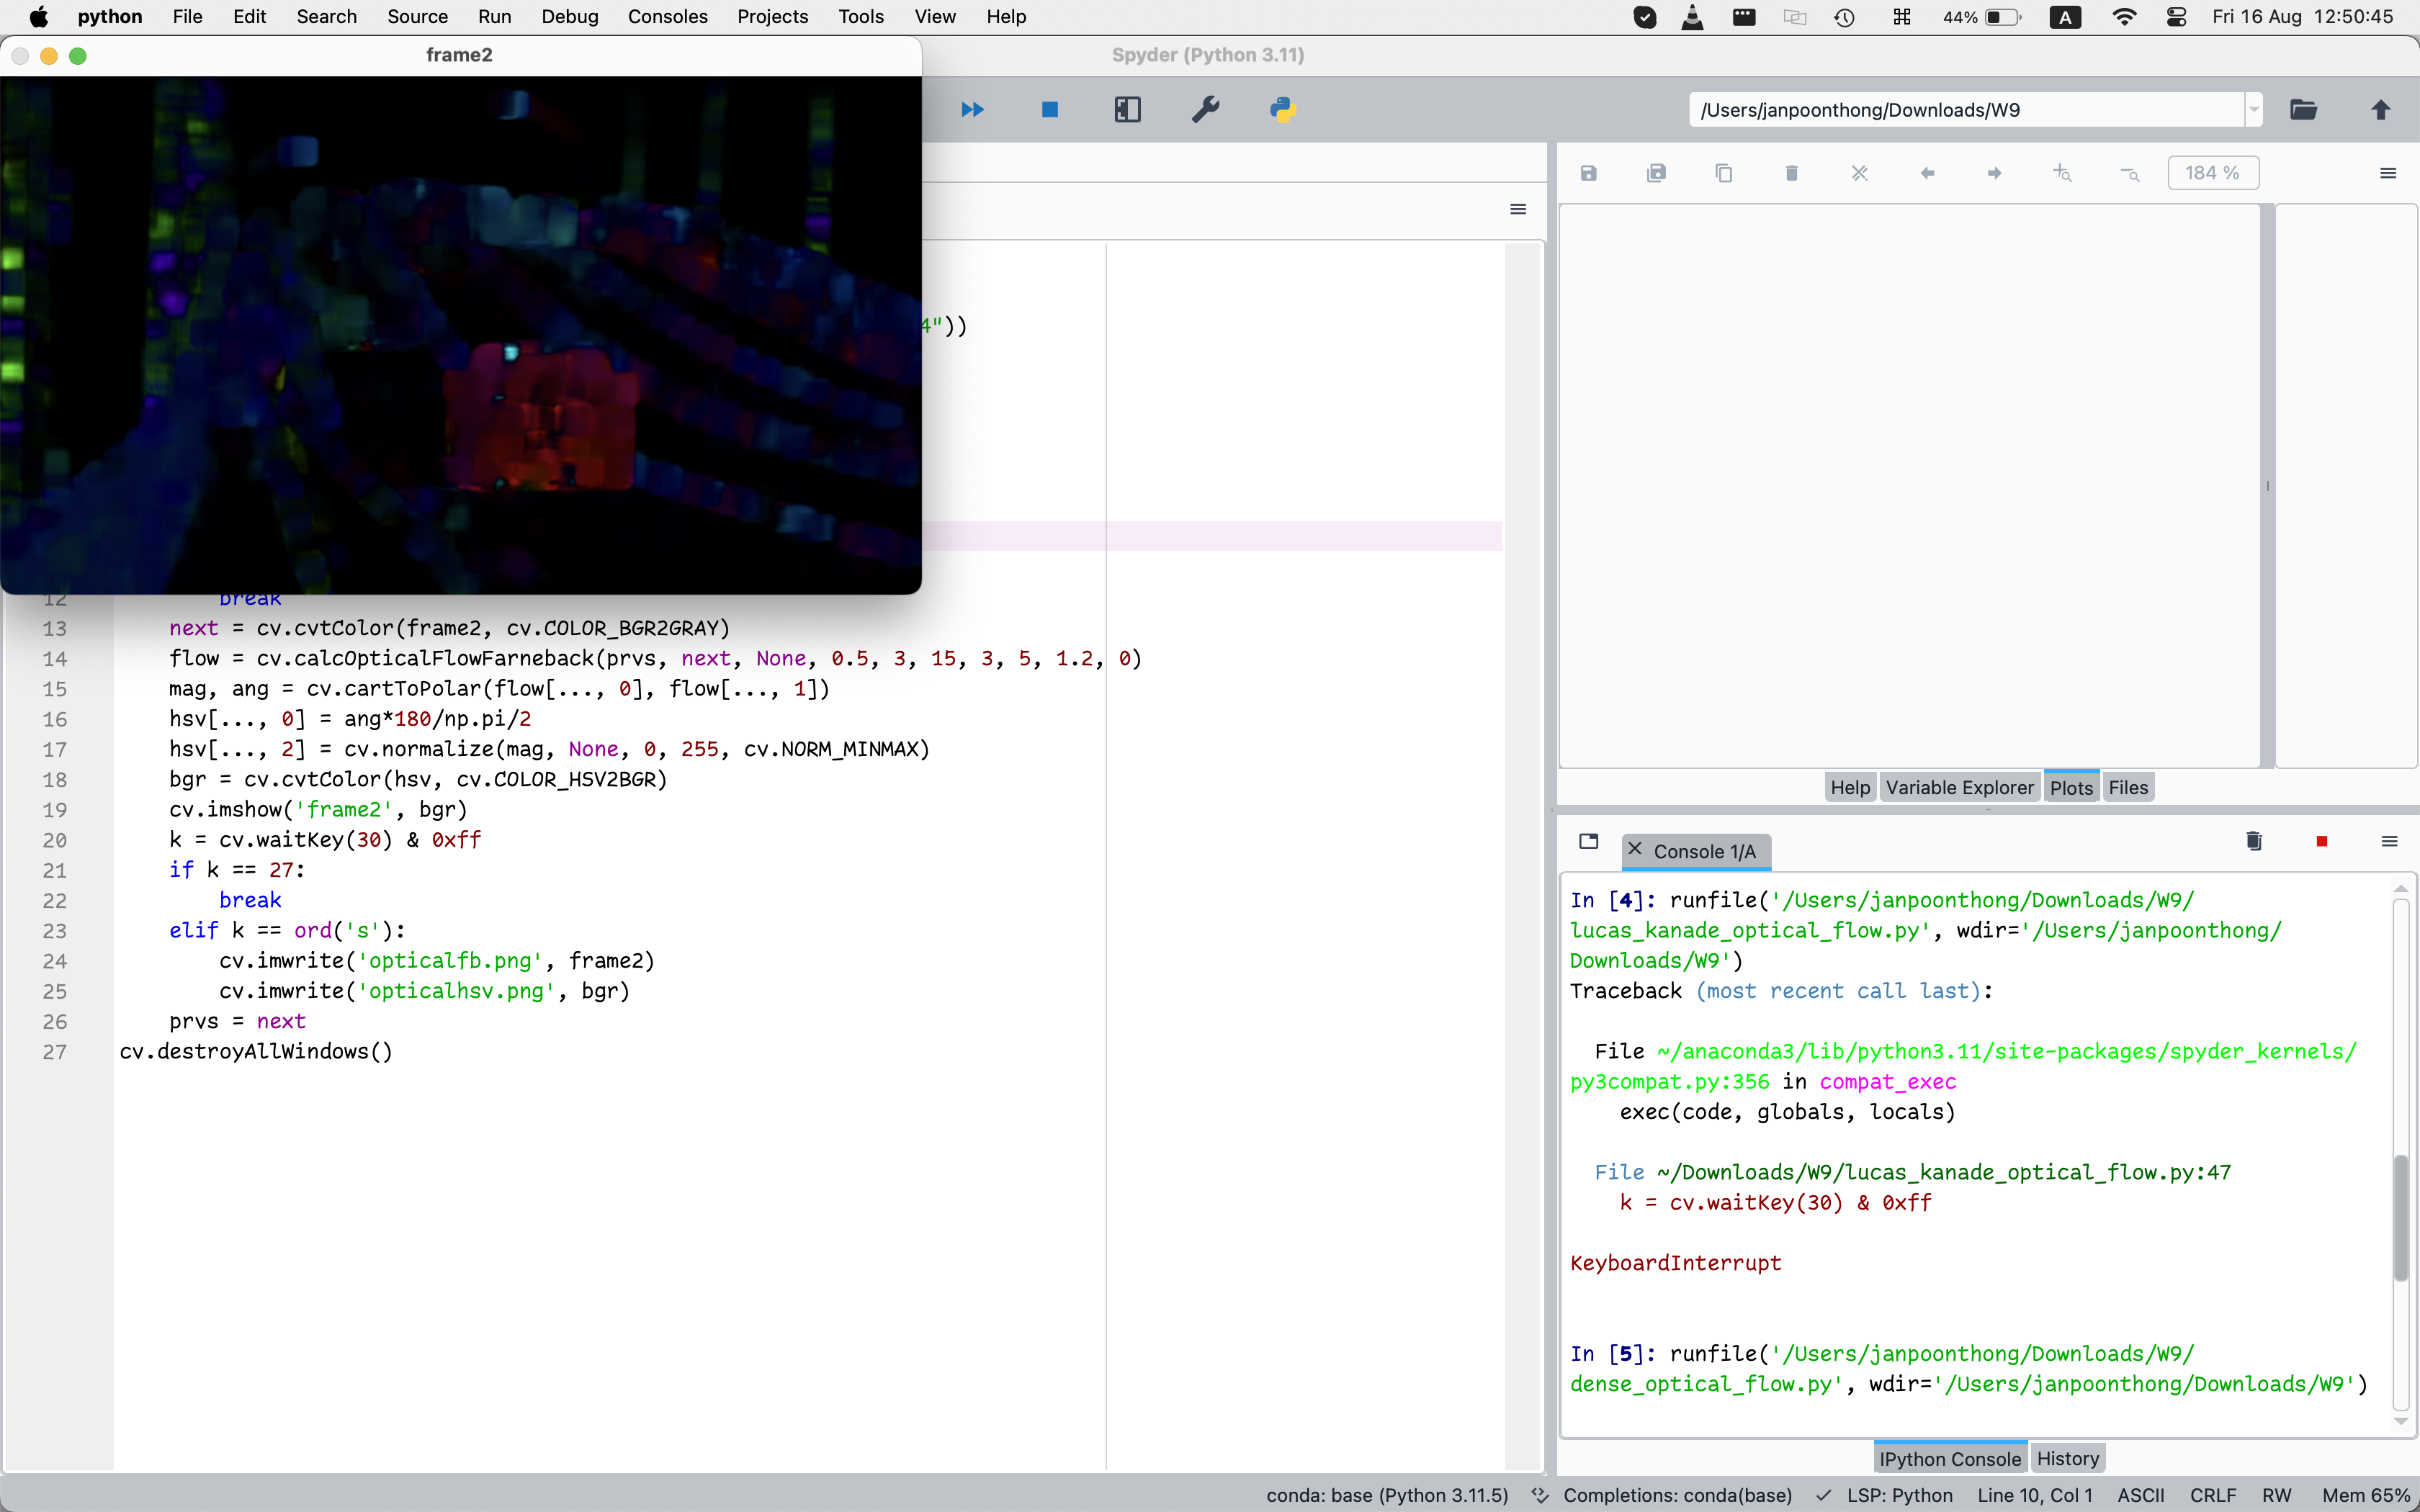 python File Edit Search Source Run Debug Consoles Projects Tools View Help 44% A Fri 16 Aug 12:50:45
frame2
Spyder (Python 3.11)
/Users/janpoonthong/Downloads/W9
184 %
4"))
12 break
13 next = cv.cvtColor(frame2, cv.COLOR_BGR2GRAY)
14 flow = cv.calcOpticalFlowFarneback(prvs, next, None, 0.5, 3, 15, 3, 5, 1.2, 0)
15 mag, ang = cv.cartToPolar(flow[..., 0], flow[..., 1])
16 hsv[..., 0] = ang*180/np.pi/2
17 hsv[..., 2] = cv.normalize(mag, None, 0, 255, cv.NORM_MINMAX)
18 bgr = cv.cvtColor(hsv, cv.COLOR_HSV2BGR)
19 cv.imshow('frame2', bgr)
20 k = cv.waitKey(30) & 0xff
21 if k == 27:
22 break
23 elif k == ord('s'):
24 cv.imwrite('opticalfb.png', frame2)
25 cv.imwrite('opticalhsv.png', bgr)
26 prvs = next
27 cv.destroyAllWindows()
Help Variable Explorer Plots Files
Console 1/A
In [4]: runfile('/Users/janpoonthong/Downloads/W9/
lucas_kanade_optical_flow.py', wdir='/Users/janpoonthong/
Downloads/W9')
Traceback (most recent call last):
File ~/anaconda3/lib/python3.11/site-packages/spyder_kernels/
py3compat.py:356 in compat_exec
exec(code, globals, locals)
File ~/Downloads/W9/lucas_kanade_optical_flow.py:47
k = cv.waitKey(30) & 0xff
KeyboardInterrupt
In [5]: runfile('/Users/janpoonthong/Downloads/W9/
dense_optical_flow.py', wdir='/Users/janpoonthong/Downloads/W9')
IPython Console History
conda: base (Python 3.11.5) Completions: conda(base) LSP: Python Line 10, Col 1 ASCII CRLF RW Mem 65%